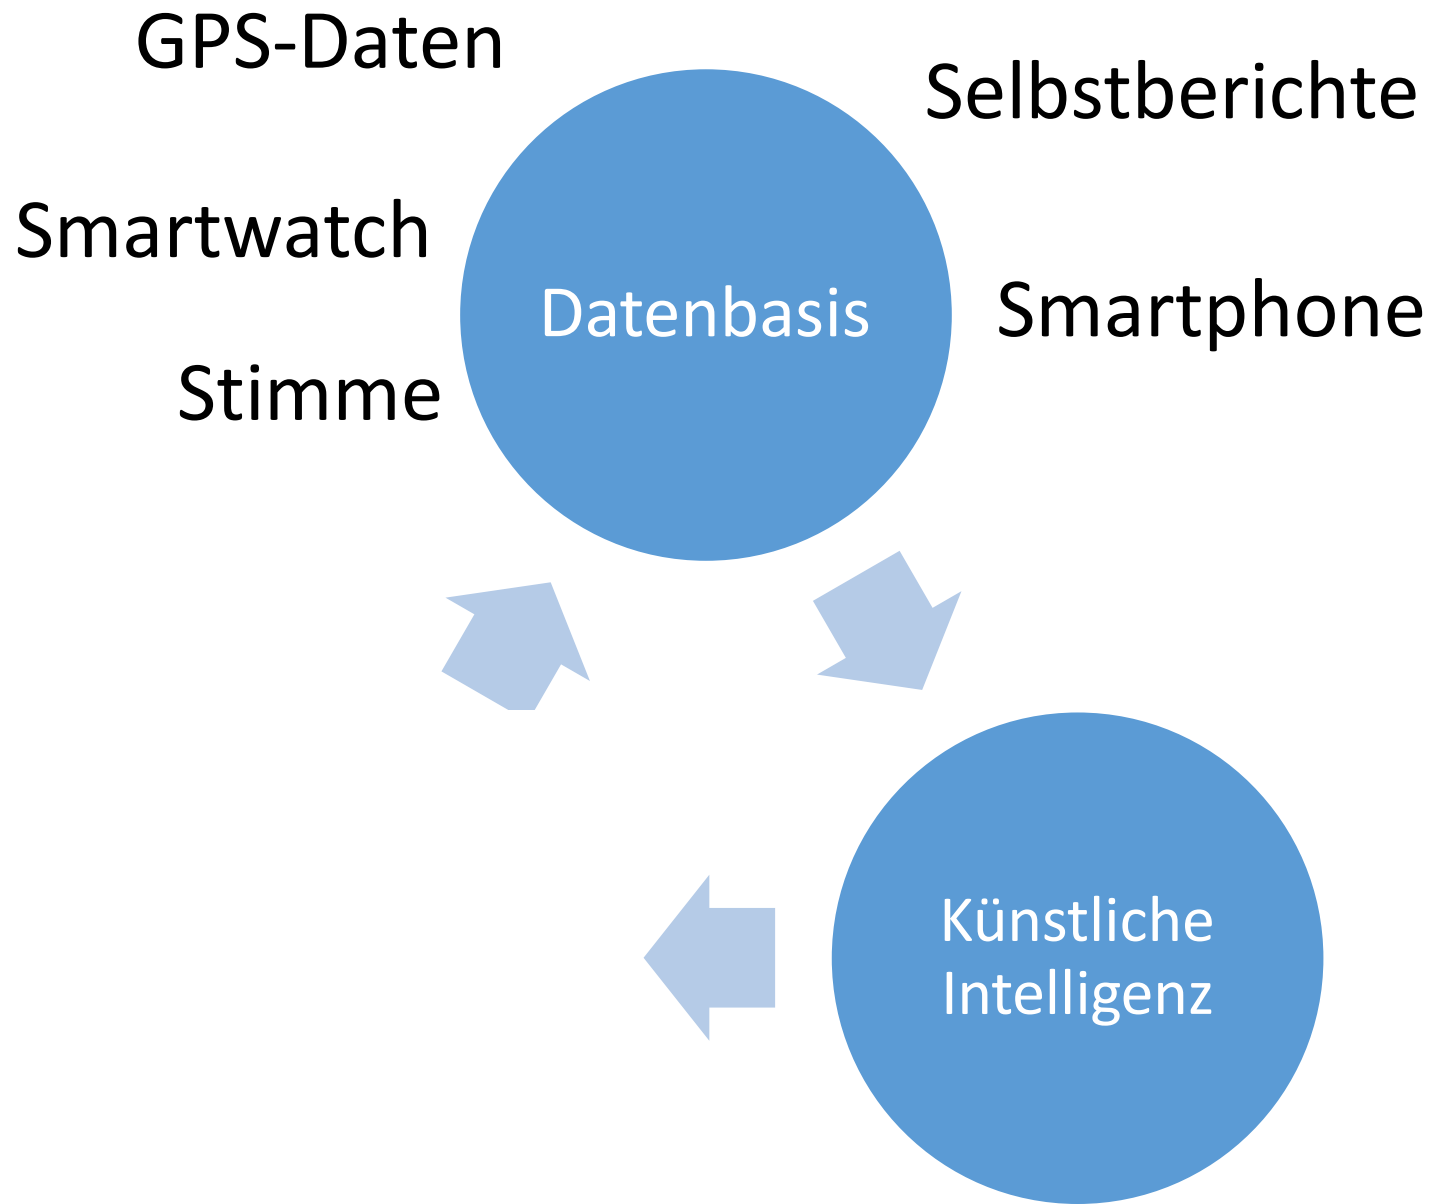 GPS-Daten
Selbstberichte
Smartwatch
Datenbasis
Smartphone
Stimme
Künstliche
Intelligenz